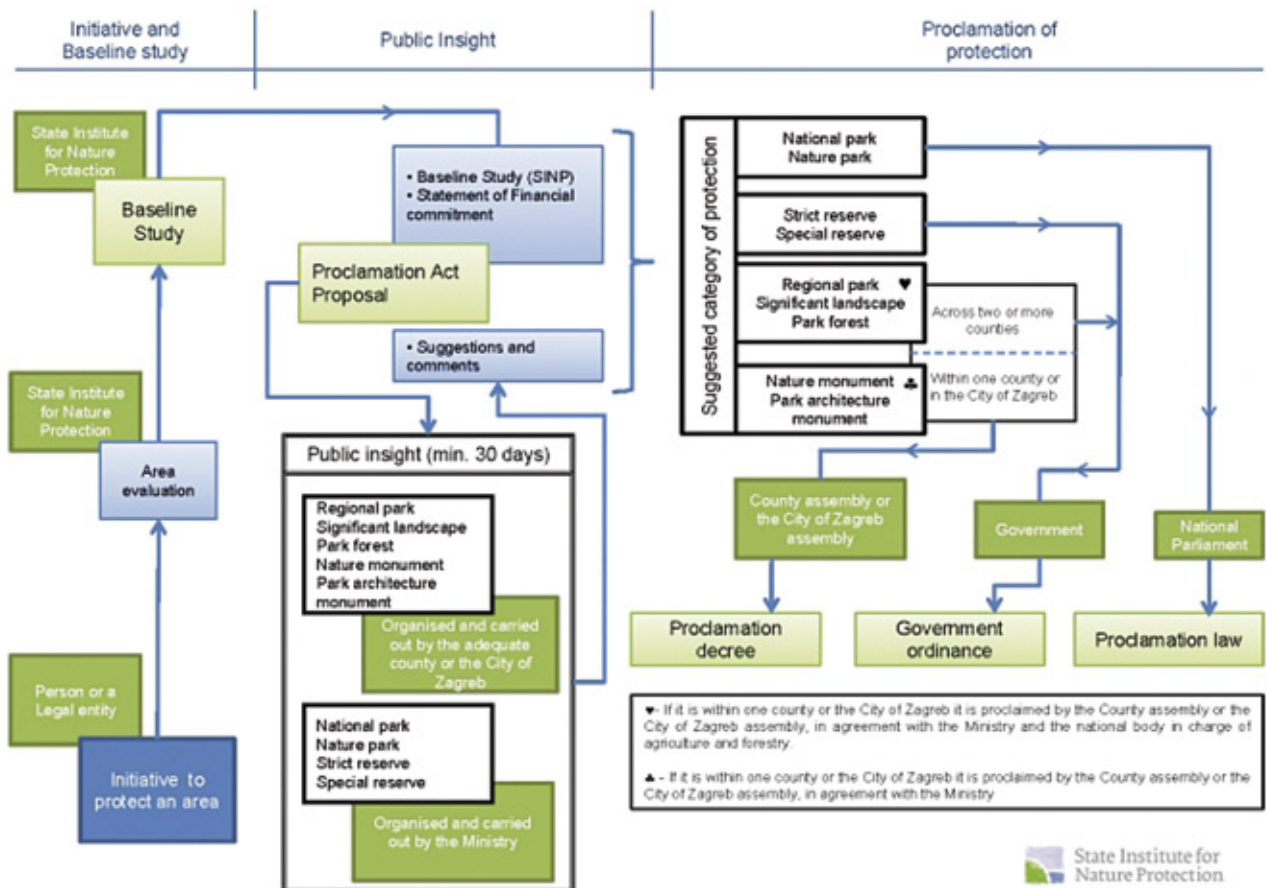 Initiative and
Baseline study
Public Insight
Proclamation of
protection
State Institute
for Nature
Protection
Baseline
Study
State Institute
for Nature
Protection
Area
evaluation
Person or a
Legal entity
Initiative to
protect an area
• Baseline Study (SINP)
• Statement of Financial
commitment
Proclamation Act
Proposal
• Suggestions and
comments
Public insight (min. 30 days)
Regional park
Significant landscape
Park forest
Nature monument
Park architecture
monument
Organised and carried
out by the adequate
county or the City of
Zagreb
National park
Nature park
Strict reserve
Special reserve
Organised and carried
out by the Ministry
Suggested category of protection
National park
Nature park
Strict reserve
Special reserve
Regional park ♥
Significant landscape
Park forest
Nature monument ♣
Park architecture
monument
Across two or more
counties
Within one county or
in the City of Zagreb
County assembly or
the City of Zagreb
assembly
Government
National
Parliament
Proclamation
decree
Government
ordinance
Proclamation law
♥- If it is within one county or the City of Zagreb it is proclaimed by the County assembly or the
City of Zagreb assembly, in agreement with the Ministry and the national body in charge of
agriculture and forestry.
♣ - If it is within one county or the City of Zagreb it is proclaimed by the County assembly or the
City of Zagreb assembly, in agreement with the Ministry
State Institute for
Nature Protection